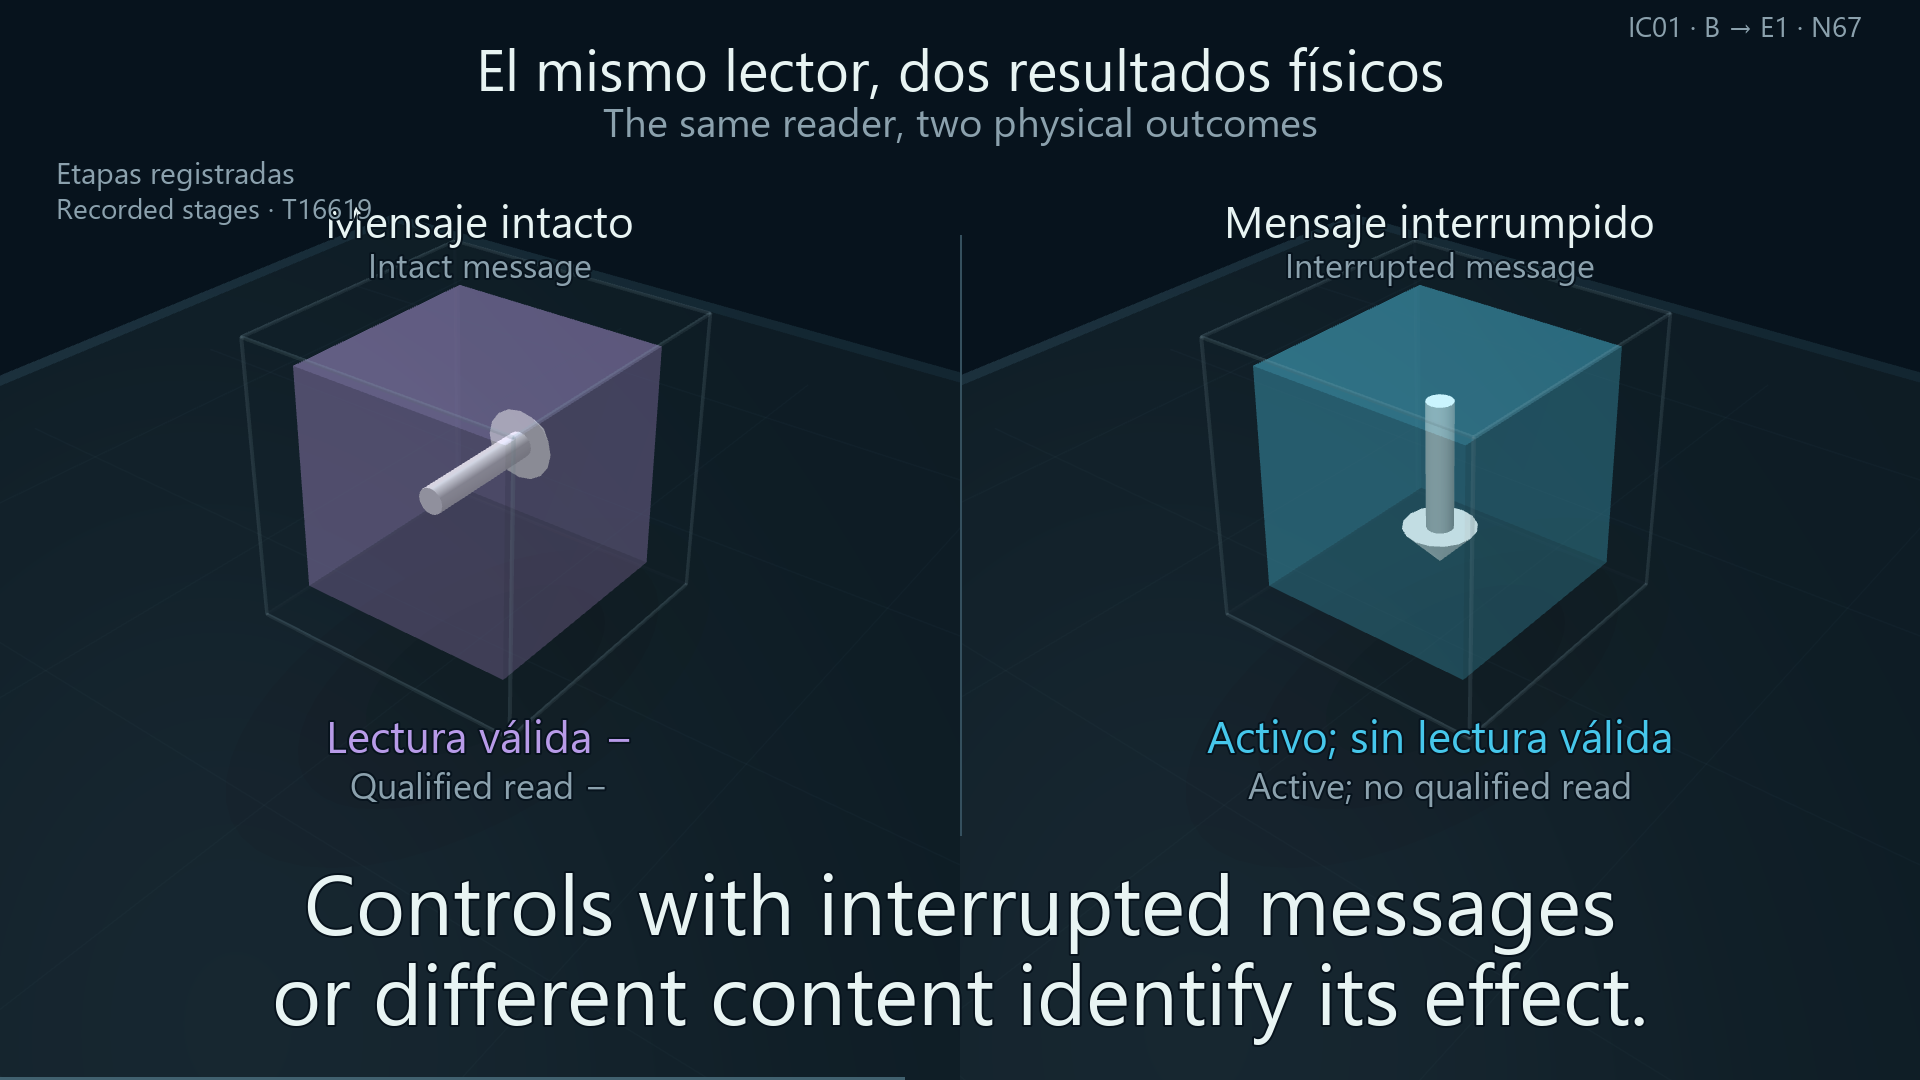 IC01 · B → E1 · N67
El mismo lector, dos resultados físicos
The same reader, two physical outcomes
Etapas registradas
Recorded stages · T16619
Mensaje intacto
Intact message
Mensaje interrumpido
Interrupted message
Lectura válida –
Qualified read –
Activo; sin lectura válida
Active; no qualified read
Controls with interrupted messages
or different content identify its effect.